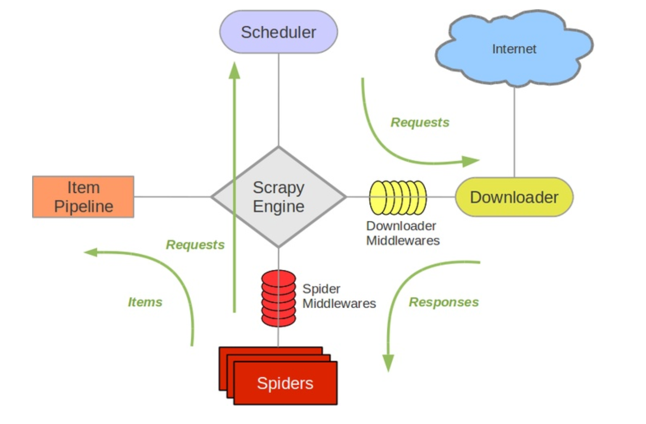 Scheduler
Internet
Requests
Item
Pipeline
Scrapy
Engine
Downloader
Downloader
Middlewares
Requests
Spider
Middlewares
Items
Responses
Spiders